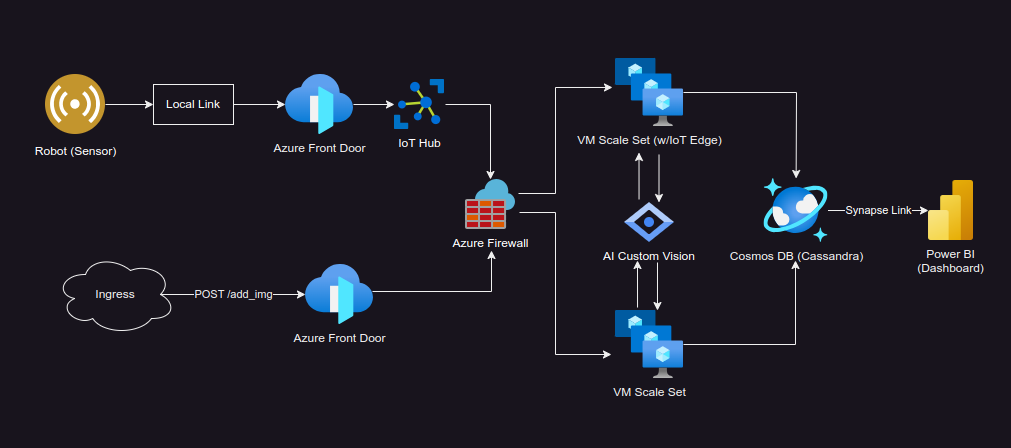 Robot (Sensor)
Local Link
Azure Front Door
IoT Hub
VM Scale Set (w/IoT Edge)
Azure Firewall
AI Custom Vision
Cosmos DB (Cassandra)
Synapse Link
Power BI
(Dashboard)
Ingress
POST /add_img
Azure Front Door
VM Scale Set